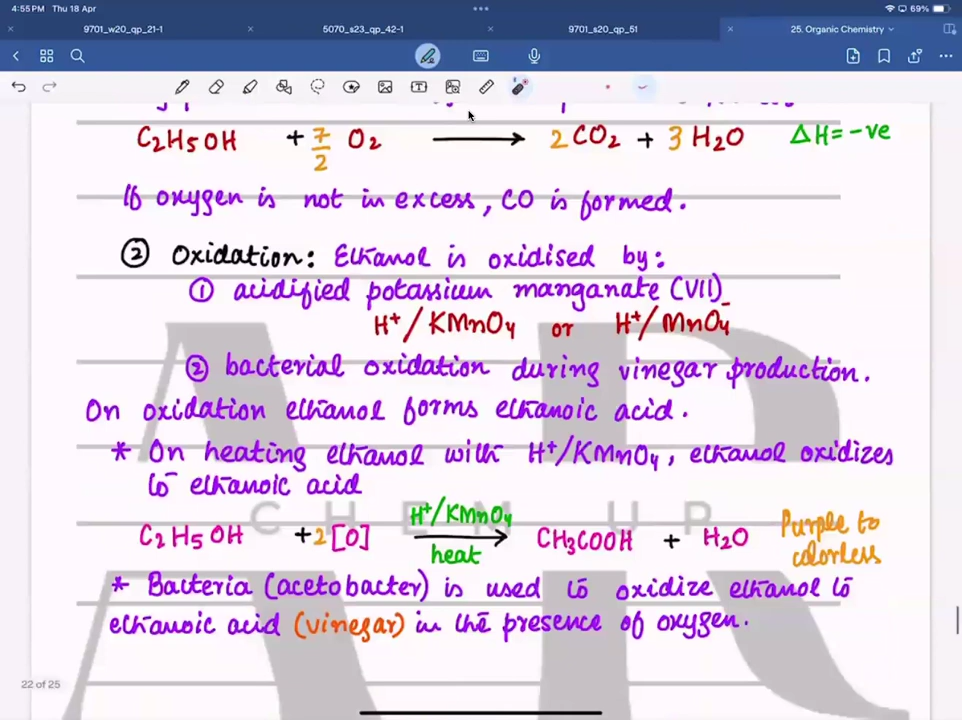 4:55 PM Thu 18 Apr
69%
9701_w20_qp_21-1
5070_s23_qp_42-1
9701_s20_qp_51
25. Organic Chemistry
C2H5OH + 7/2 O2 ⟶ 2CO2 + 3H2O ΔH = -ve
If oxygen is not in excess, CO is formed.
② Oxidation: Ethanol is oxidised by:
① acidified potassium manganate (VII)
H⁺/KMnO4 or H⁺/MnO4⁻
② bacterial oxidation during vinegar production.
On oxidation ethanol forms ethanoic acid.
* On heating ethanol with H⁺/KMnO4, ethanol oxidizes
to ethanoic acid
CHEM UP
H⁺/KMnO4
C2H5OH + 2[O] ⟶ CH3COOH + H2O Purple to
heat colorless
* Bacteria (acetobacter) is used to oxidize ethanol to
ethanoic acid (vinegar) in the presence of oxygen.
22 of 25